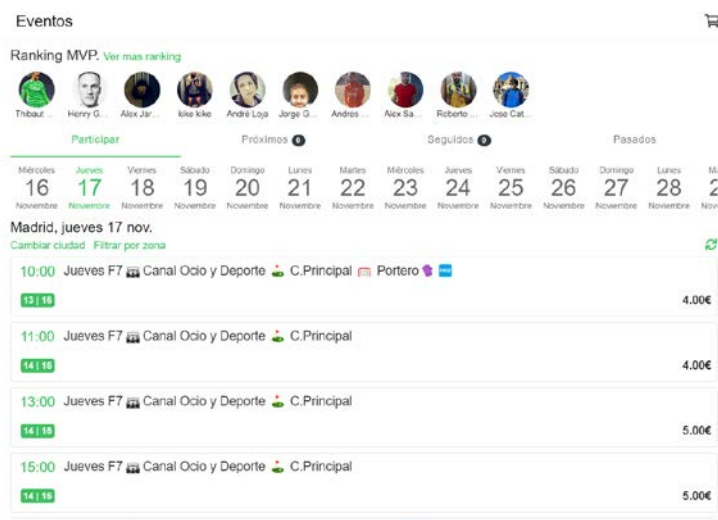 Eventos
Ranking MVP. Ver mas ranking
Thibaut ... Henry G... Alex Jar... kike kike André Loja Jorge G... Andrés ... Alex Sa... Roberto ... Jose Cat...
Participar Próximos 0 Seguidos 0 Pasados
Miércoles Jueves Viernes Sábado Domingo Lunes Martes Miércoles Jueves Viernes Sábado Domingo Lunes Ma
16 17 18 19 20 21 22 23 24 25 26 27 28 2
Noviembre Noviembre Noviembre Noviembre Noviembre Noviembre Noviembre Noviembre Noviembre Noviembre Noviembre Noviembre Noviembre Nov
Madrid, jueves 17 nov.
Cambiar ciudad Filtrar por zona
10:00 Jueves F7 Canal Ocio y Deporte C.Principal Portero FREE
13 | 16 4.00€
11:00 Jueves F7 Canal Ocio y Deporte C.Principal
14 | 16 4.00€
13:00 Jueves F7 Canal Ocio y Deporte C.Principal
14 | 16 5.00€
15:00 Jueves F7 Canal Ocio y Deporte C.Principal
14 | 16 5.00€